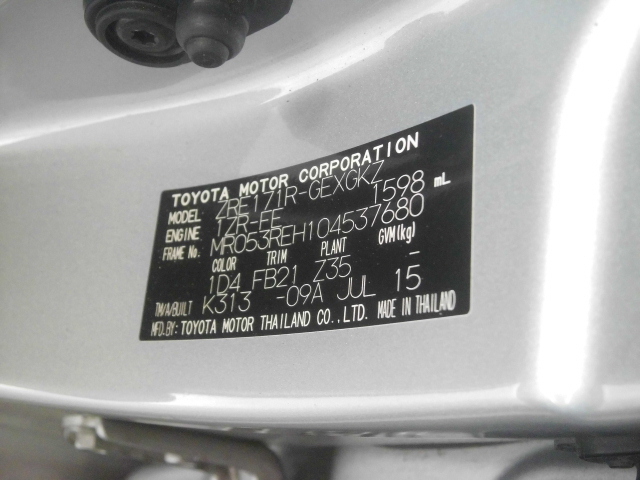 TOYOTA MOTOR CORPORATION
MODEL ZRE171R-GEXGKZ
ENGINE 1ZR-FE 1598 mL
FRAME No. MR053REH104537680
COLOR TRIM PLANT GVM(kg)
1D4 FB21 Z35 -
TM/A/BUILT K313 -09A JUL 15
MFD.BY: TOYOTA MOTOR THAILAND CO.,LTD. MADE IN THAILAND